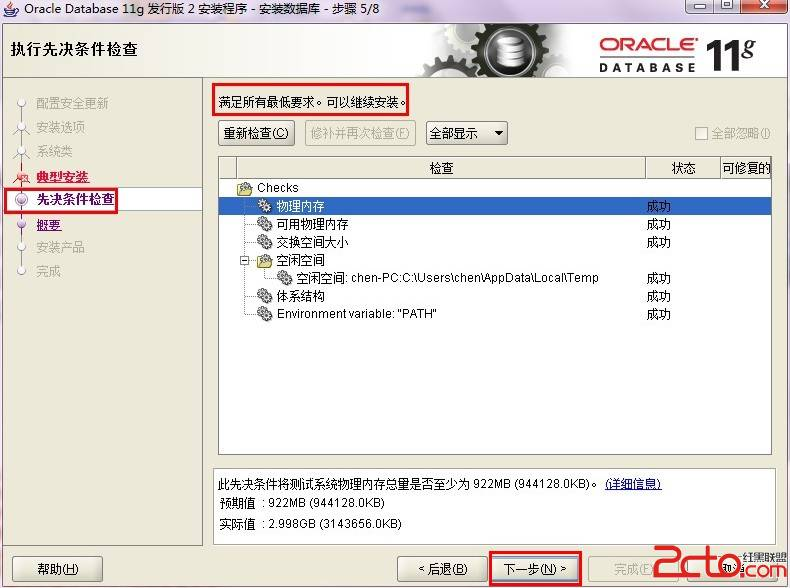 Oracle Database 11g 发行版 2 安装程序 - 安装数据库 - 步骤 5/8
执行先决条件检查
ORACLE
DATABASE
11g
配置安全更新
安装选项
系统类
典型安装
先决条件检查
概要
安装产品
完成
满足所有最低要求。可以继续安装。
重新检查(C)
修补并再次检查(F)
全部显示
全部忽略(I)
检查 状态 可修复的
Checks
物理内存 成功
可用物理内存 成功
交换空间大小 成功
空闲空间
空闲空间: chen-PC:C:\Users\chen\AppData\Local\Temp 成功
体系结构 成功
Environment variable: "PATH" 成功
此先决条件将测试系统物理内存总量是否至少为 922MB (944128.0KB)。 (详细信息)
预期值 : 922MB (944128.0KB)
实际值 : 2.998GB (3143656.0KB)
帮助(H)
< 后退(B)
下一步(N) >
完成(F)
取消
2cto.com
红黑联盟